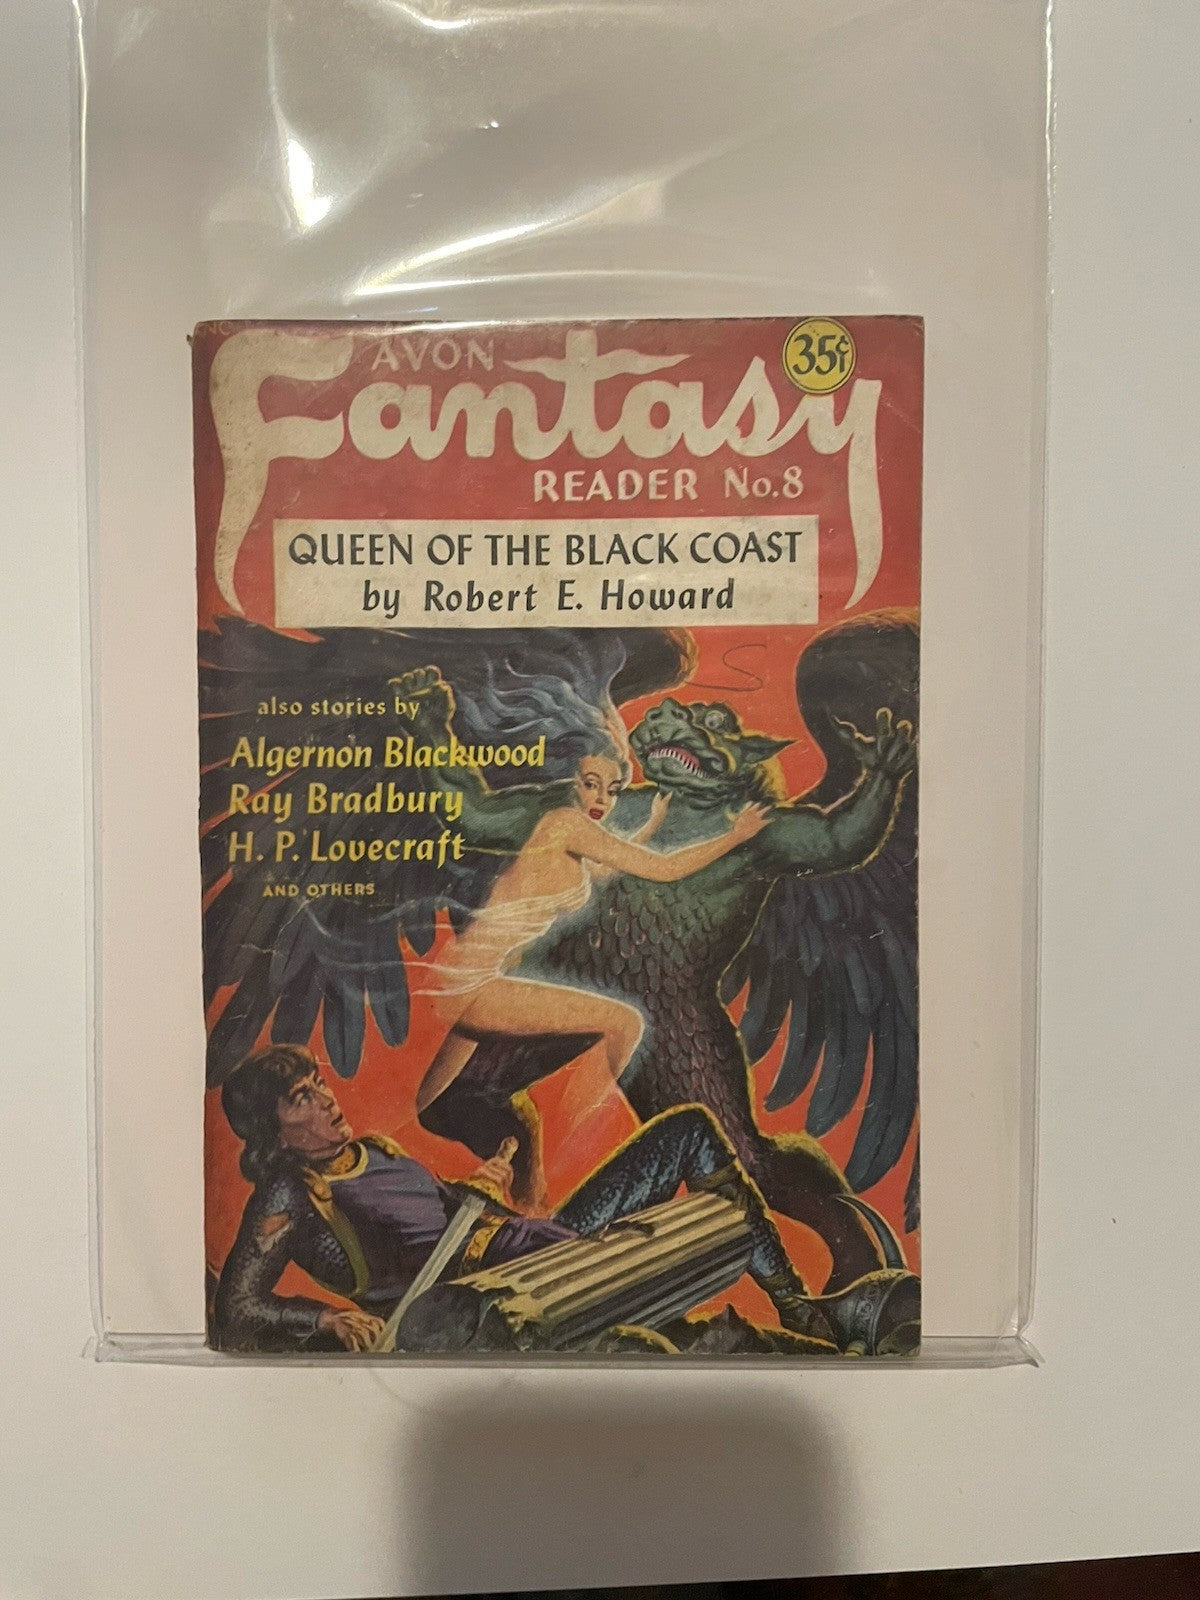 AVON
Fantasy
35¢
READER No.8
QUEEN OF THE BLACK COAST
by Robert E. Howard
also stories by
Algernon Blackwood
Ray Bradbury
H. P. Lovecraft
AND OTHERS